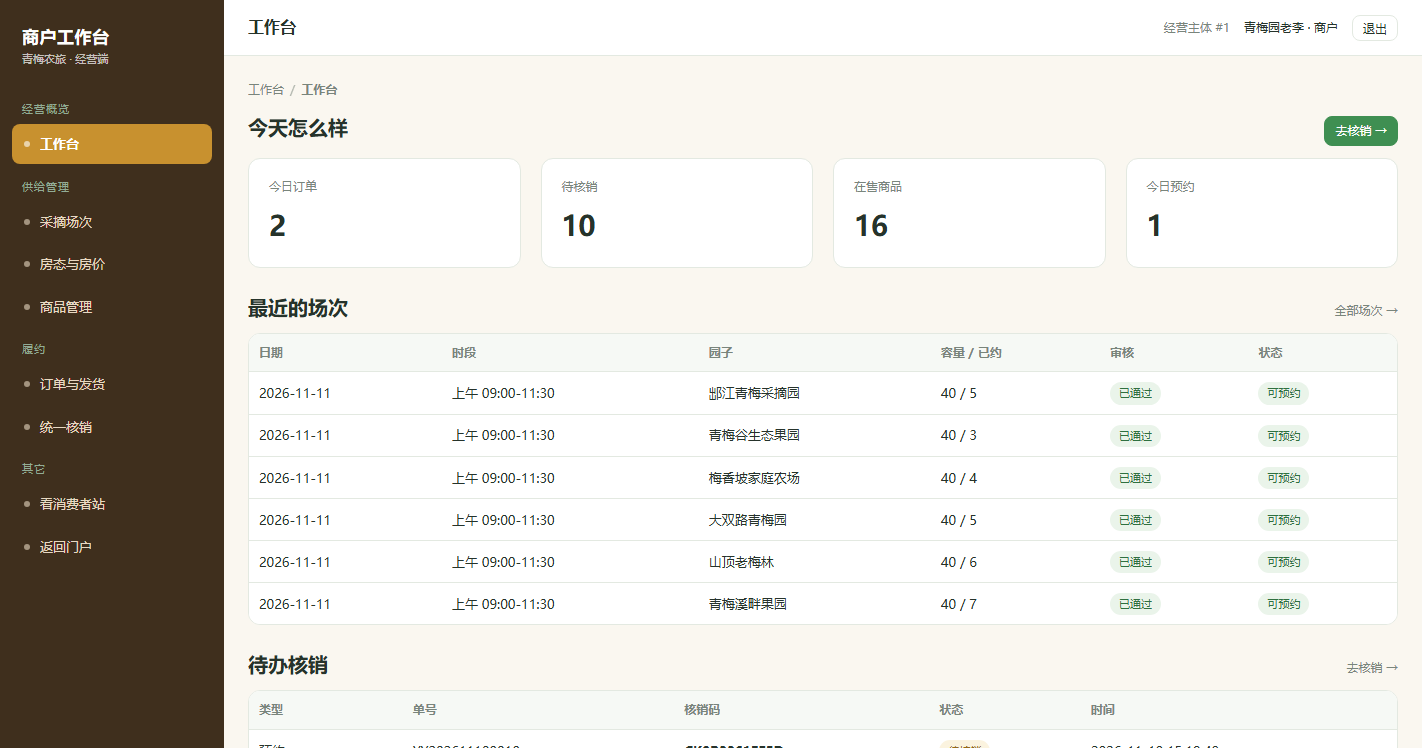 商户工作台
青梅农旅 · 经营端
经营概览
工作台
供给管理
采摘场次
房态与房价
商品管理
履约
订单与发货
统一核销
其它
看消费者站
返回门户
工作台
经营主体 #1 青梅园老李 · 商户 退出
工作台 / 工作台
今天怎么样
去核销 →
今日订单 待核销 在售商品 今日预约
2 10 16 1
最近的场次
全部场次 →
日期 时段 园子 容量 / 已约 审核 状态
2026-11-11 上午 09:00-11:30 邵江青梅采摘园 40 / 5 已通过 可预约
2026-11-11 上午 09:00-11:30 青梅谷生态果园 40 / 3 已通过 可预约
2026-11-11 上午 09:00-11:30 梅香坡家庭农场 40 / 4 已通过 可预约
2026-11-11 上午 09:00-11:30 大双路青梅园 40 / 5 已通过 可预约
2026-11-11 上午 09:00-11:30 山顶老梅林 40 / 6 已通过 可预约
2026-11-11 上午 09:00-11:30 青梅溪畔果园 40 / 7 已通过 可预约
待办核销
去核销 →
类型 单号 核销码 状态 时间